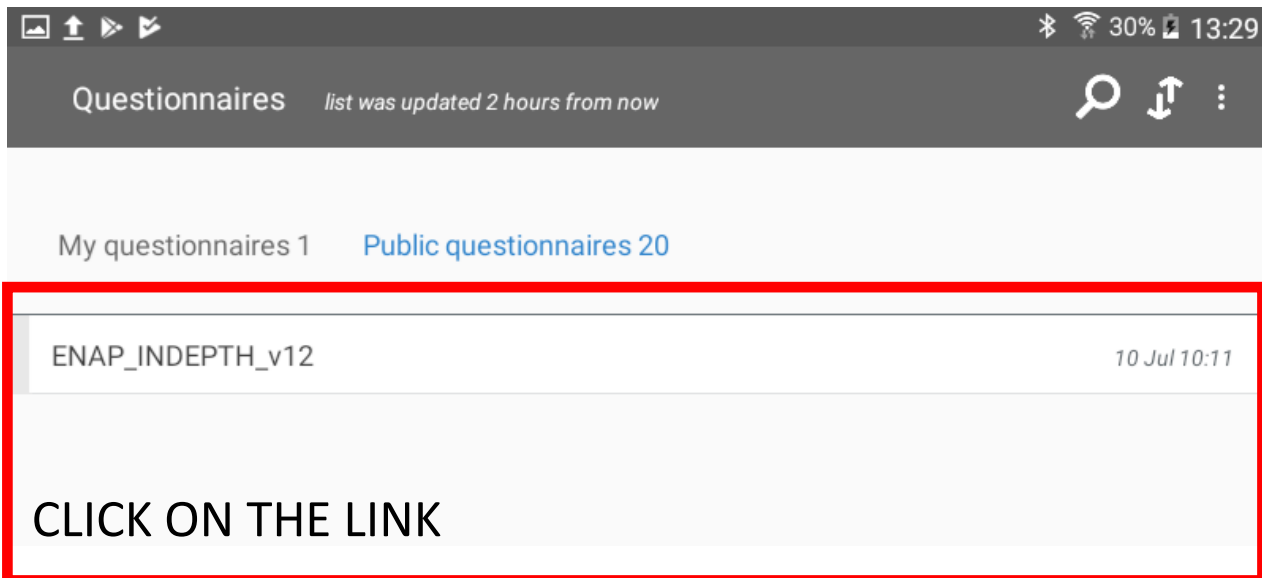 30% 13:29
Questionnaires list was updated 2 hours from now
My questionnaires 1 Public questionnaires 20
ENAP_INDEPTH_v12 10 Jul 10:11
CLICK ON THE LINK